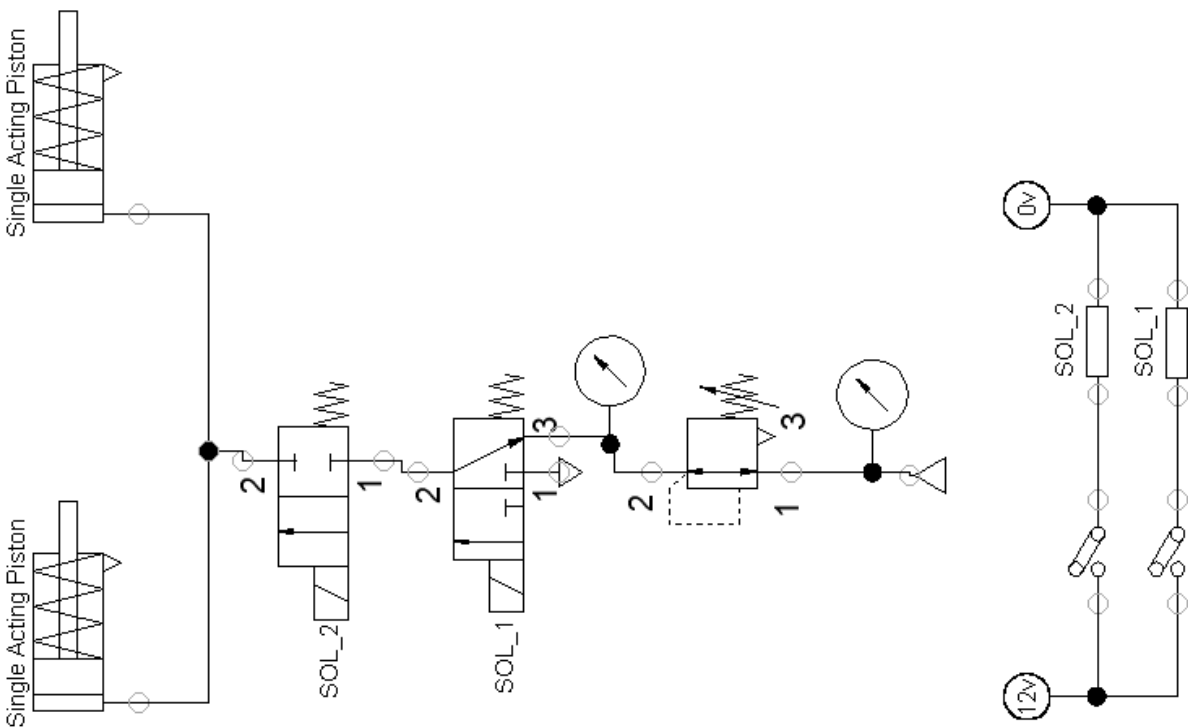 Single Acting Piston
Single Acting Piston
2
1
SOL_2
2
3
1
SOL_1
2
3
1
0v
SOL_2
SOL_1
12v